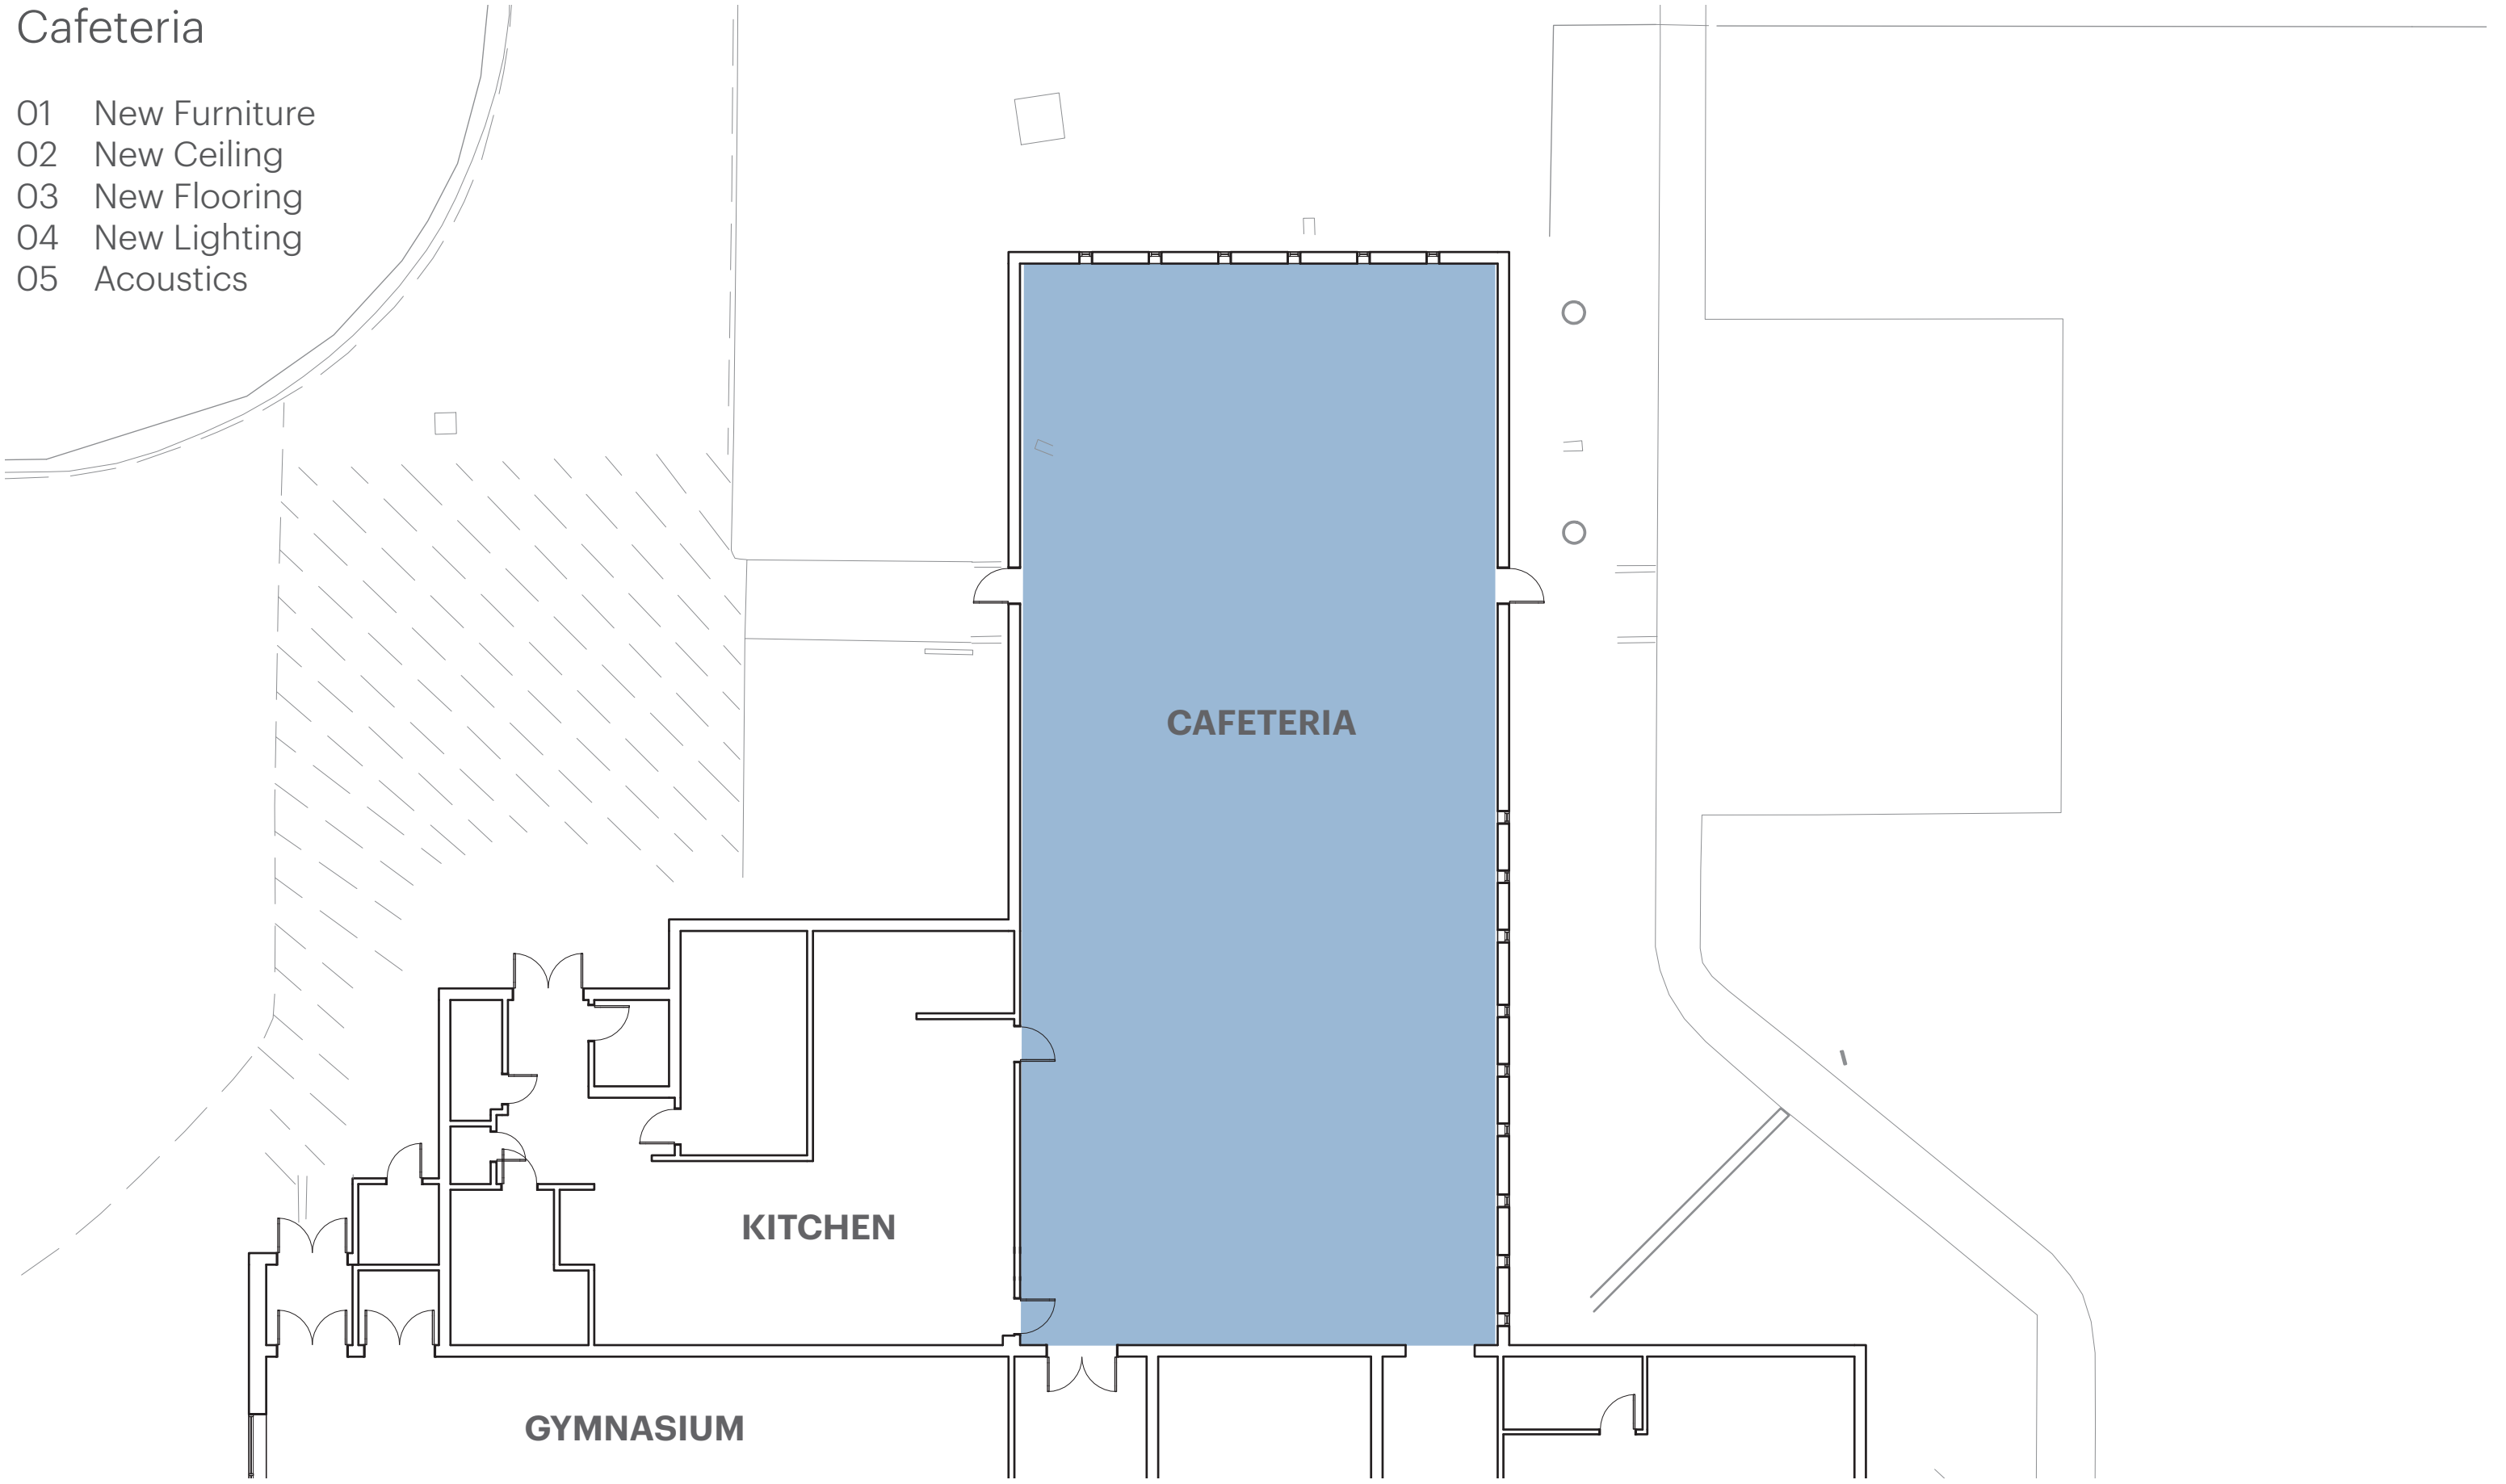 Cafeteria
01 New Furniture
02 New Ceiling
03 New Flooring
04 New Lighting
05 Acoustics
CAFETERIA
KITCHEN
GYMNASIUM